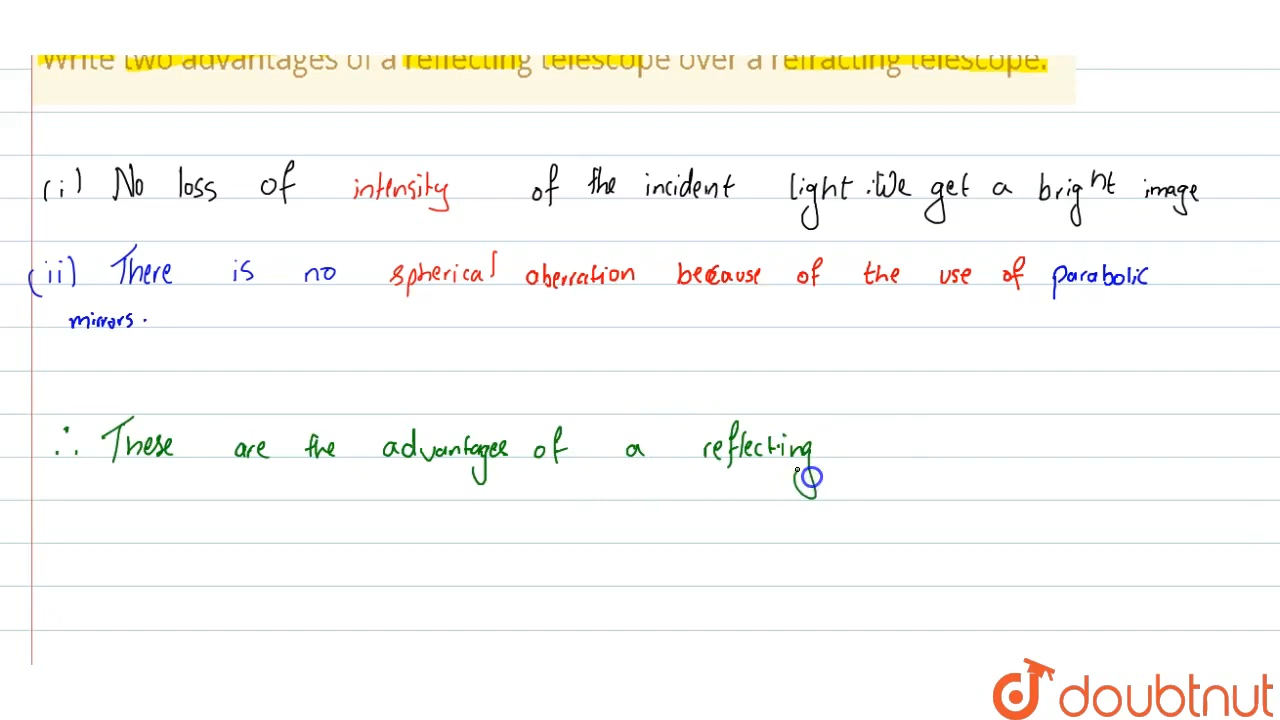 Write two advantages of a reflecting telescope over a refracting telescope.
(i) No loss of intensity of the incident light ∴ We get a bright image
(ii) There is no spherical aberration because of the use of parabolic
mirrors.
∴ These are the advantages of a reflecting
doubtnut